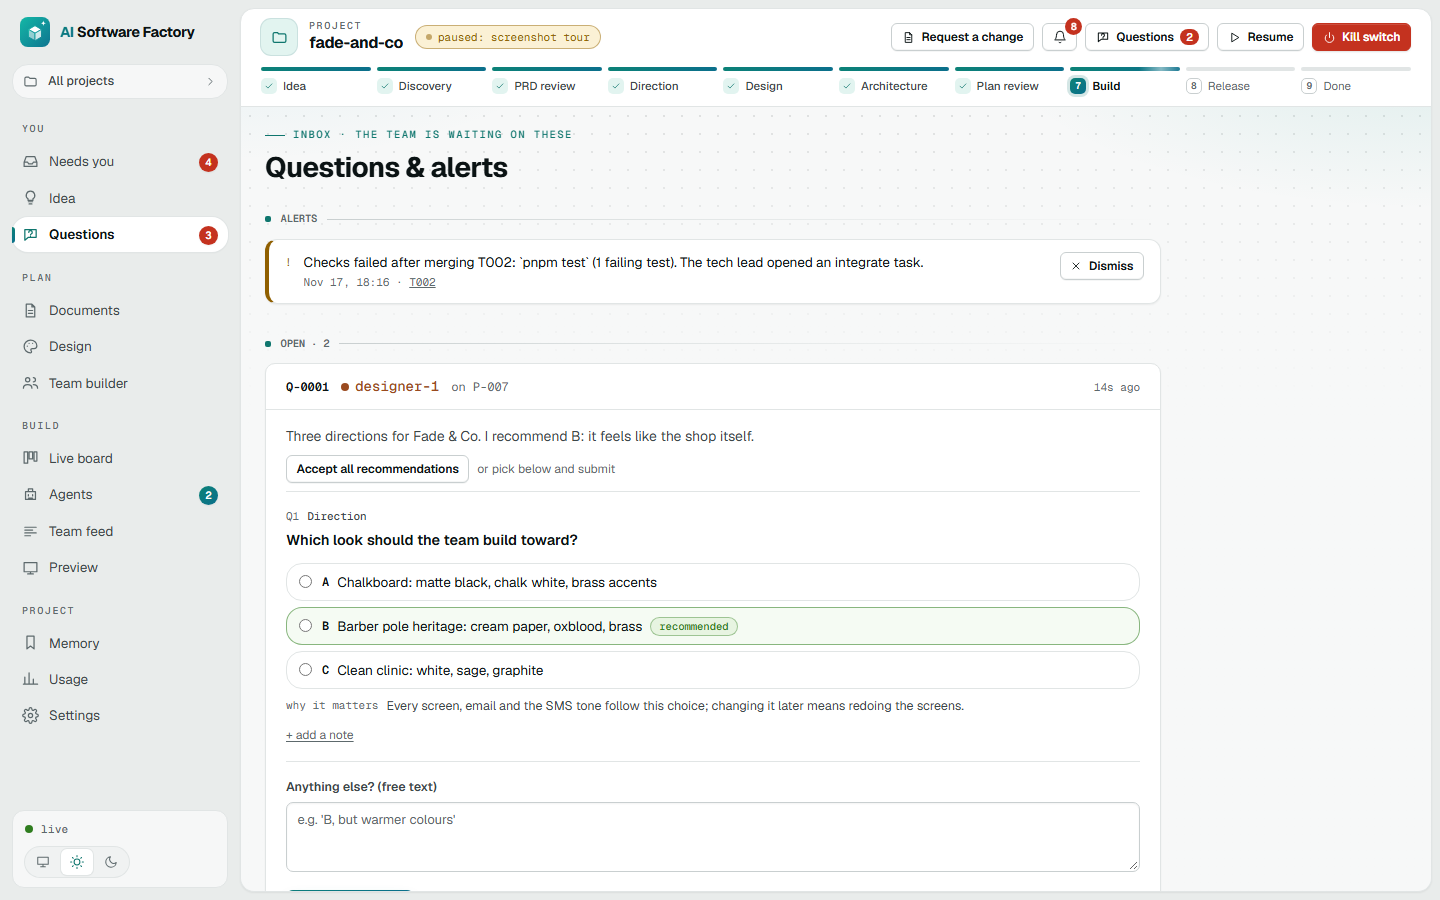 AI Software Factory
All projects
YOU
Needs you 4
Idea
Questions 3
PLAN
Documents
Design
Team builder
BUILD
Live board
Agents 2
Team feed
Preview
PROJECT
Memory
Usage
Settings
live
PROJECT
fade-and-co
paused: screenshot tour
Request a change
8
Questions 2
Resume
Kill switch
Idea
Discovery
PRD review
Direction
Design
Architecture
Plan review
7 Build
8 Release
9 Done
INBOX · THE TEAM IS WAITING ON THESE
Questions & alerts
ALERTS
! Checks failed after merging T002: `pnpm test` (1 failing test). The tech lead opened an integrate task.
Nov 17, 18:16 · T002
Dismiss
OPEN · 2
Q-0001 designer-1 on P-007 14s ago
Three directions for Fade & Co. I recommend B: it feels like the shop itself.
Accept all recommendations or pick below and submit
Q1 Direction
Which look should the team build toward?
A Chalkboard: matte black, chalk white, brass accents
B Barber pole heritage: cream paper, oxblood, brass recommended
C Clean clinic: white, sage, graphite
why it matters Every screen, email and the SMS tone follow this choice; changing it later means redoing the screens.
+ add a note
Anything else? (free text)
e.g. 'B, but warmer colours'